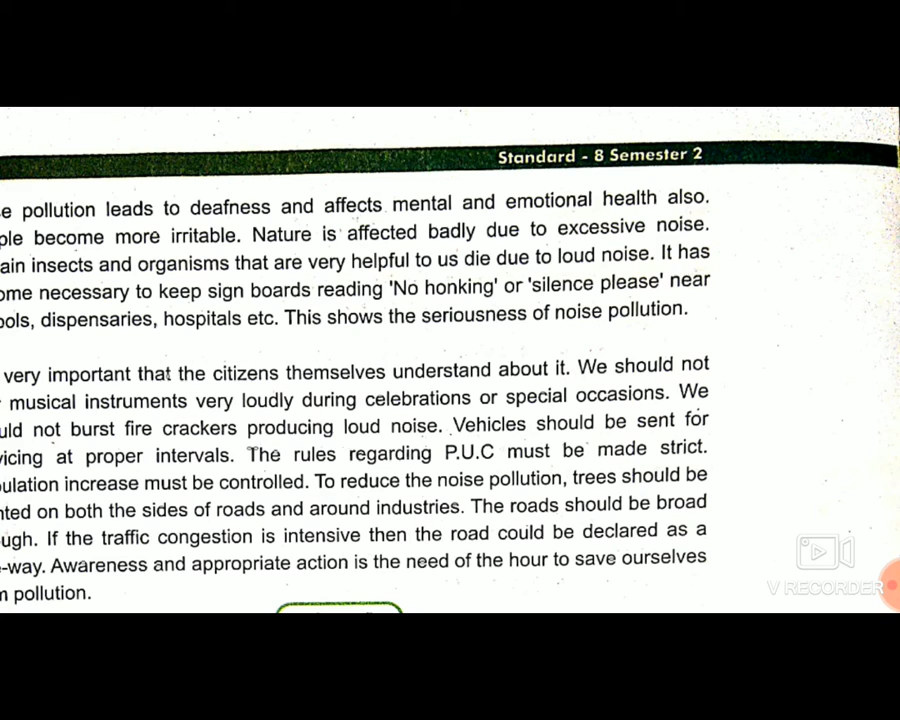 Standard - 8 Semester 2
e pollution leads to deafness and affects mental and emotional health also.
ple become more irritable. Nature is affected badly due to excessive noise.
ain insects and organisms that are very helpful to us die due to loud noise. It has
ome necessary to keep sign boards reading 'No honking' or 'silence please' near
ools, dispensaries, hospitals etc. This shows the seriousness of noise pollution.
very important that the citizens themselves understand about it. We should not
musical instruments very loudly during celebrations or special occasions. We
uld not burst fire crackers producing loud noise. Vehicles should be sent for
vicing at proper intervals. The rules regarding P.U.C must be made strict.
ulation increase must be controlled. To reduce the noise pollution, trees should be
nted on both the sides of roads and around industries. The roads should be broad
ugh. If the traffic congestion is intensive then the road could be declared as a
-way. Awareness and appropriate action is the need of the hour to save ourselves
m pollution.
V RECORDER